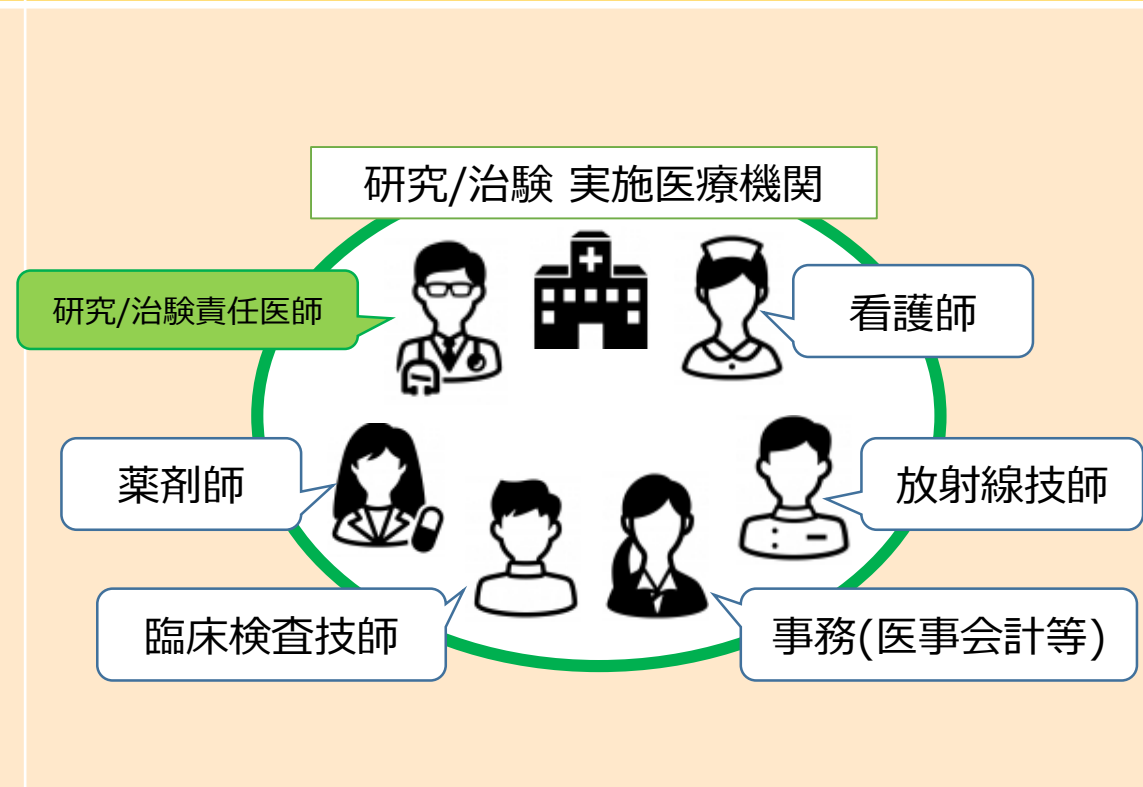 研究/治験 実施医療機関
研究/治験責任医師
看護師
薬剤師
放射線技師
臨床検査技師
事務(医事会計等)